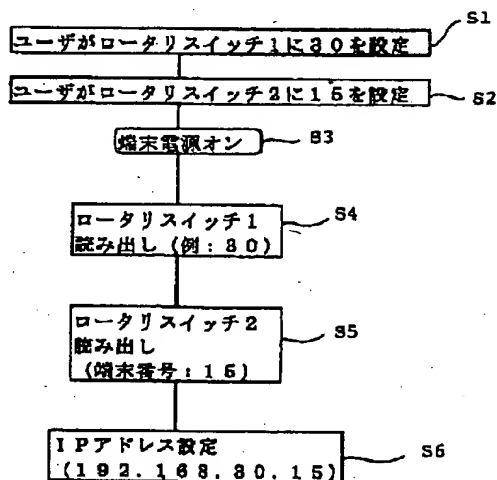 ユーザがロータリスイッチ1に30を設定
S1
ユーザがロータリスイッチ2に15を設定
S2
端末電源オン
S3
ロータリスイッチ1
読み出し(例:30)
S4
ロータリスイッチ2
読み出し
(端末番号:15)
S5
IPアドレス設定
(192.168.30.15)
S6